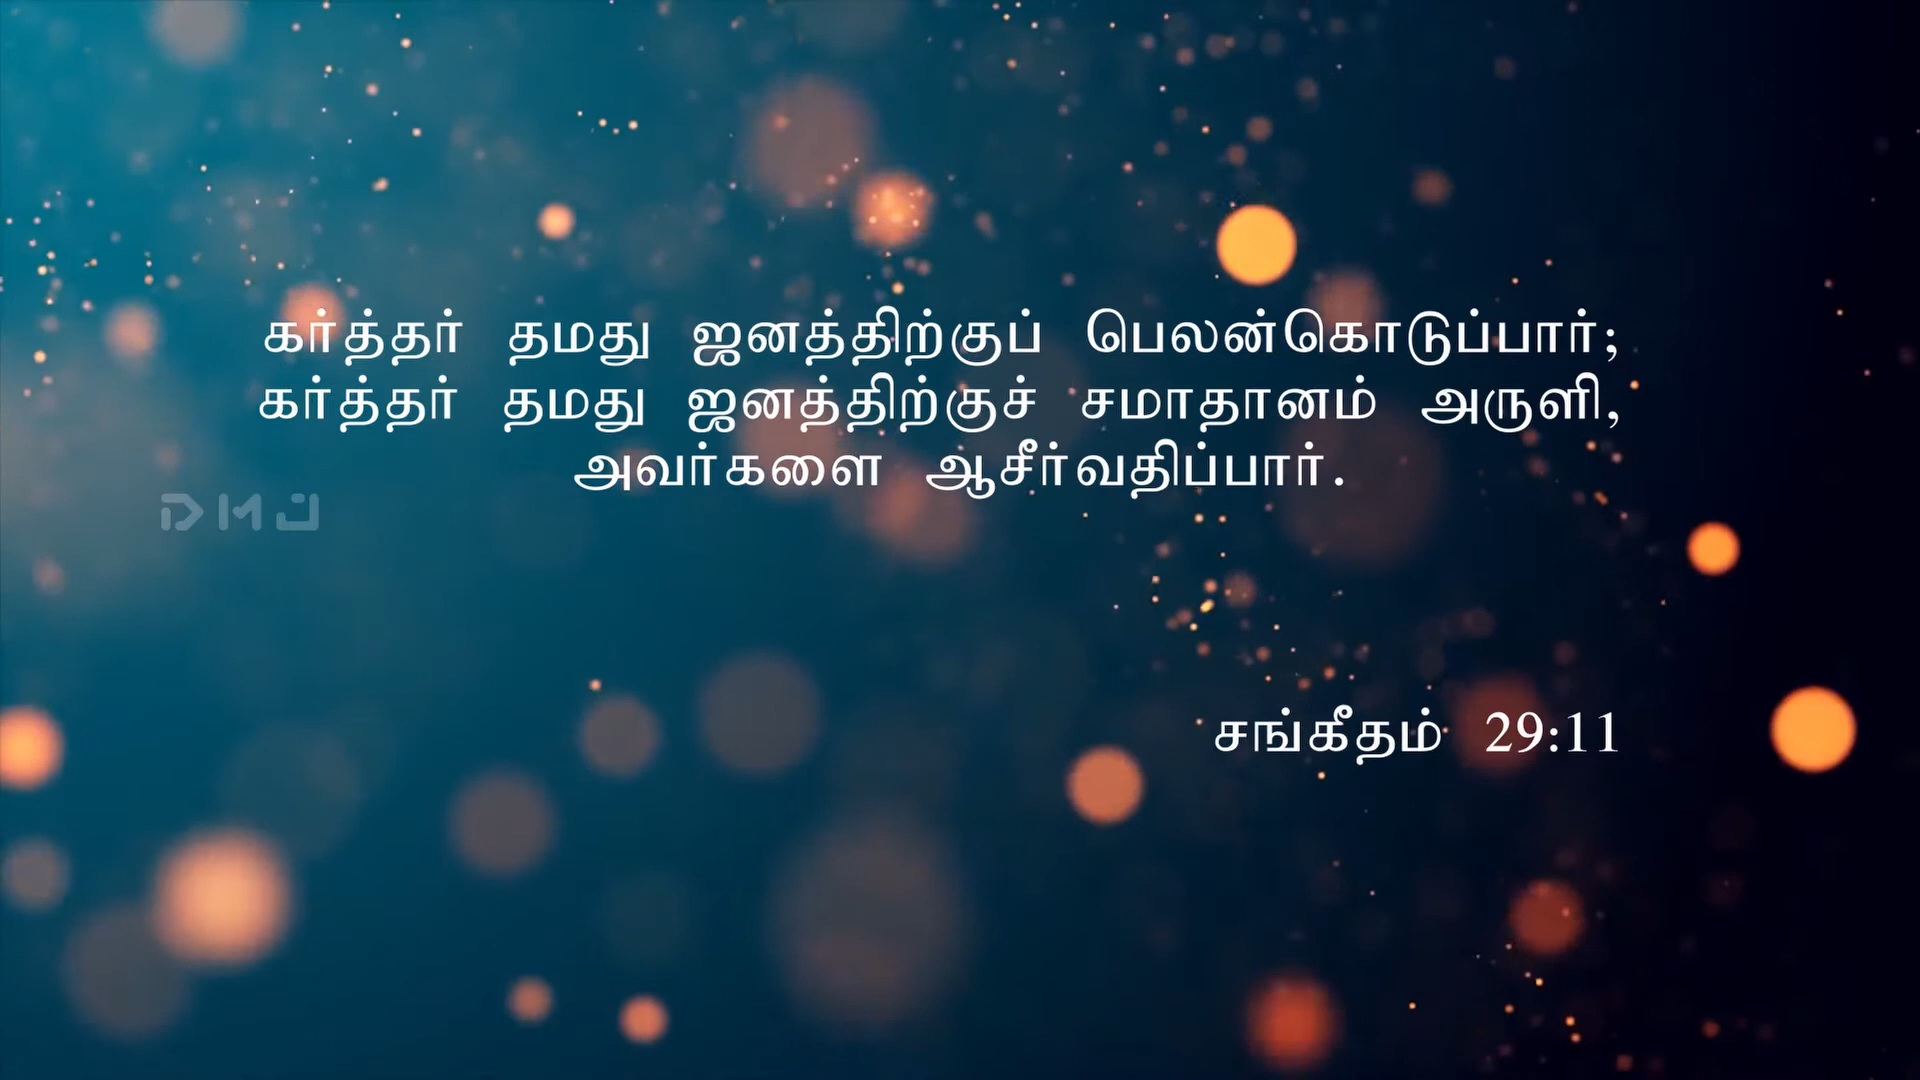 கர்த்தர் தமது ஜனத்திற்குப் பெலன்கொடுப்பார்;
கர்த்தர் தமது ஜனத்திற்குச் சமாதானம் அருளி,
அவர்களை ஆசீர்வதிப்பார்.
DMJ
சங்கீதம் 29:11